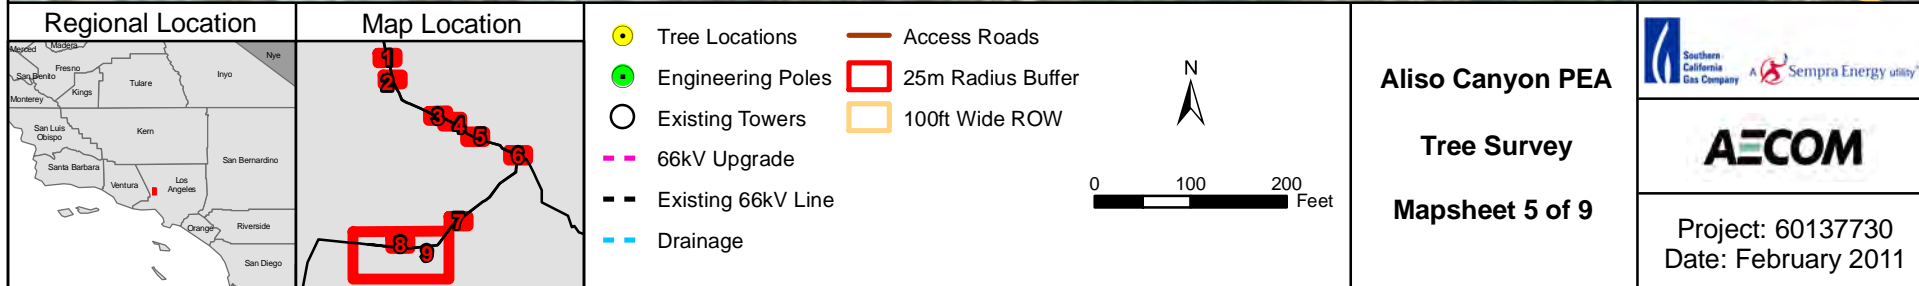 Regional Location
Merced
Madera
Nye
Fresno
Inyo
San Benito
Tulare
Kings
Monterey
San Luis
Obispo
Kern
San Bernardino
Santa Barbara
Ventura
Los
Angeles
Orange
Riverside
San Diego
Map Location
1
2
3
4
5
6
7
8
9
Tree Locations
Engineering Poles
Existing Towers
66kV Upgrade
Existing 66kV Line
Drainage
Access Roads
25m Radius Buffer
100ft Wide ROW
N
0 100 200
Feet
Aliso Canyon PEA
Tree Survey
Mapsheet 5 of 9
Southern
California
Gas Company
A Sempra Energy utility
AECOM
Project: 60137730
Date: February 2011